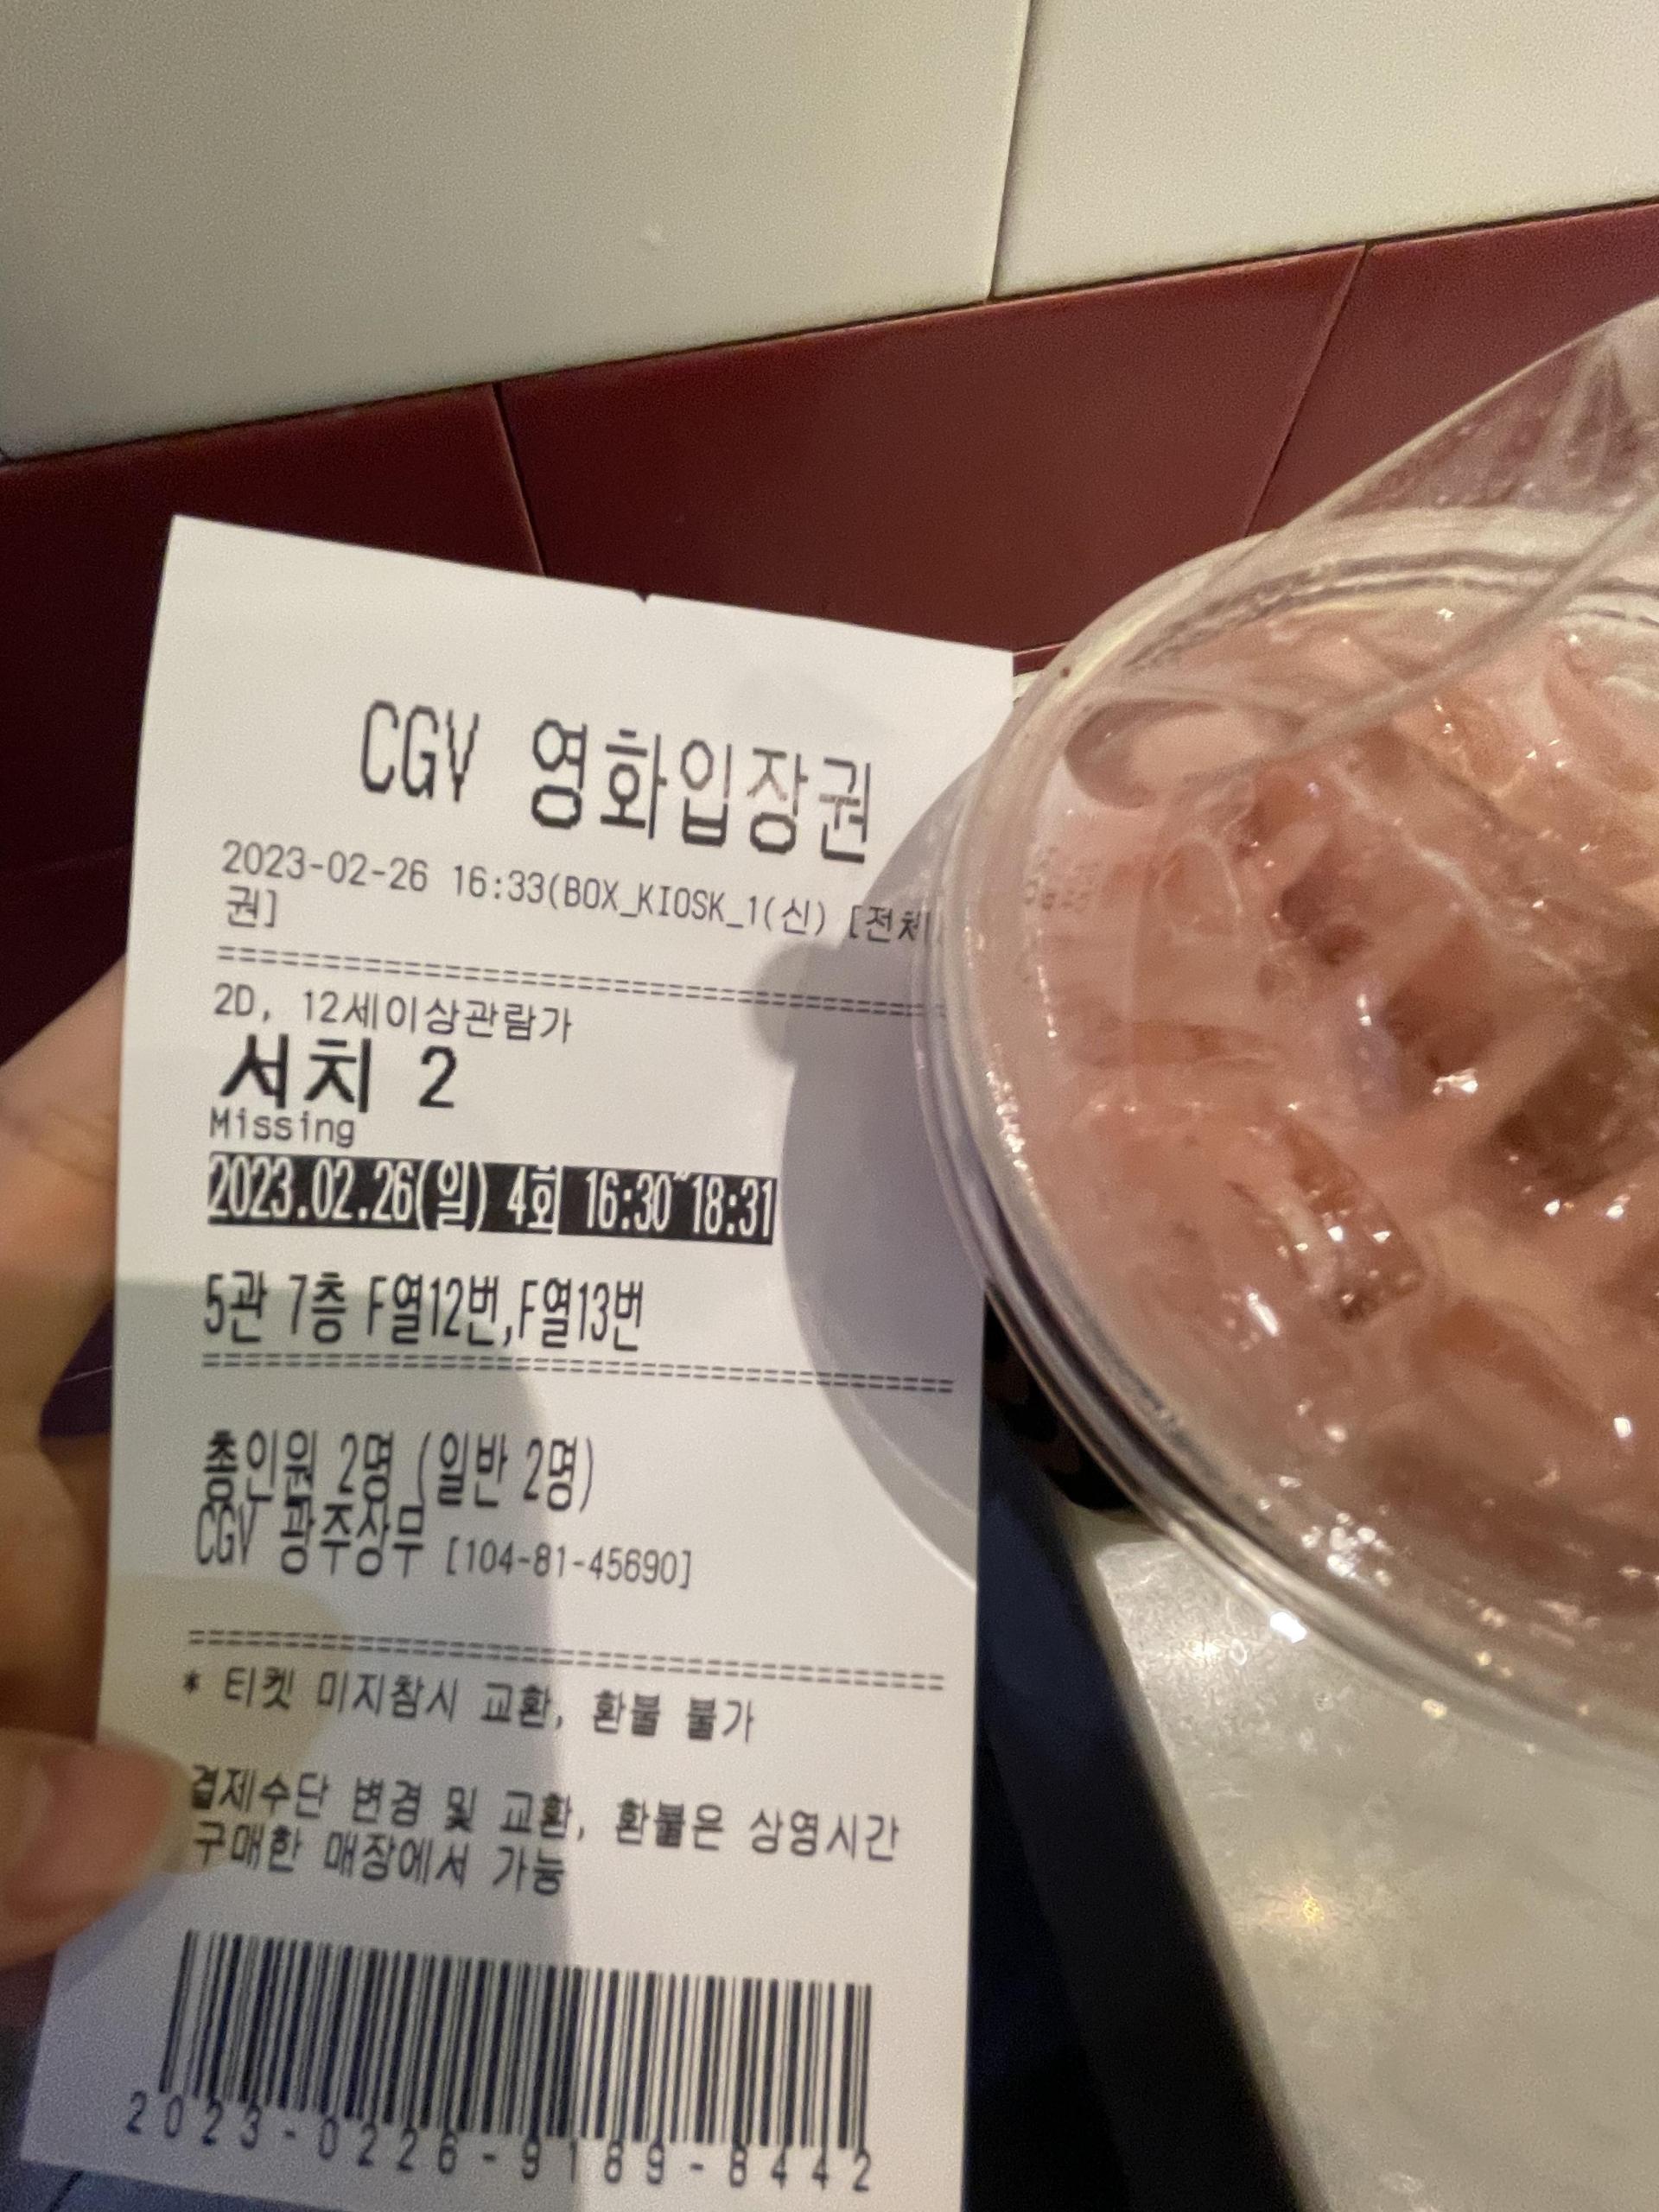 CGV 영화입장권
2023-02-26 16:33(BOX_KIOSK_1(신) [전체
권]
2D, 12세이상관람가
서치 2
Missing
2023.02.26(일) 4회 16:30~18:31
5관 7층 F열12번,F열13번
총인원 2명 (일반 2명)
CGV 광주상무 [104-81-45690]
* 티켓 미지참시 교환, 환불 불가
결제수단 변경 및 교환, 환불은 상영시간
구매한 매장에서 가능
2023-0226-9189-8442